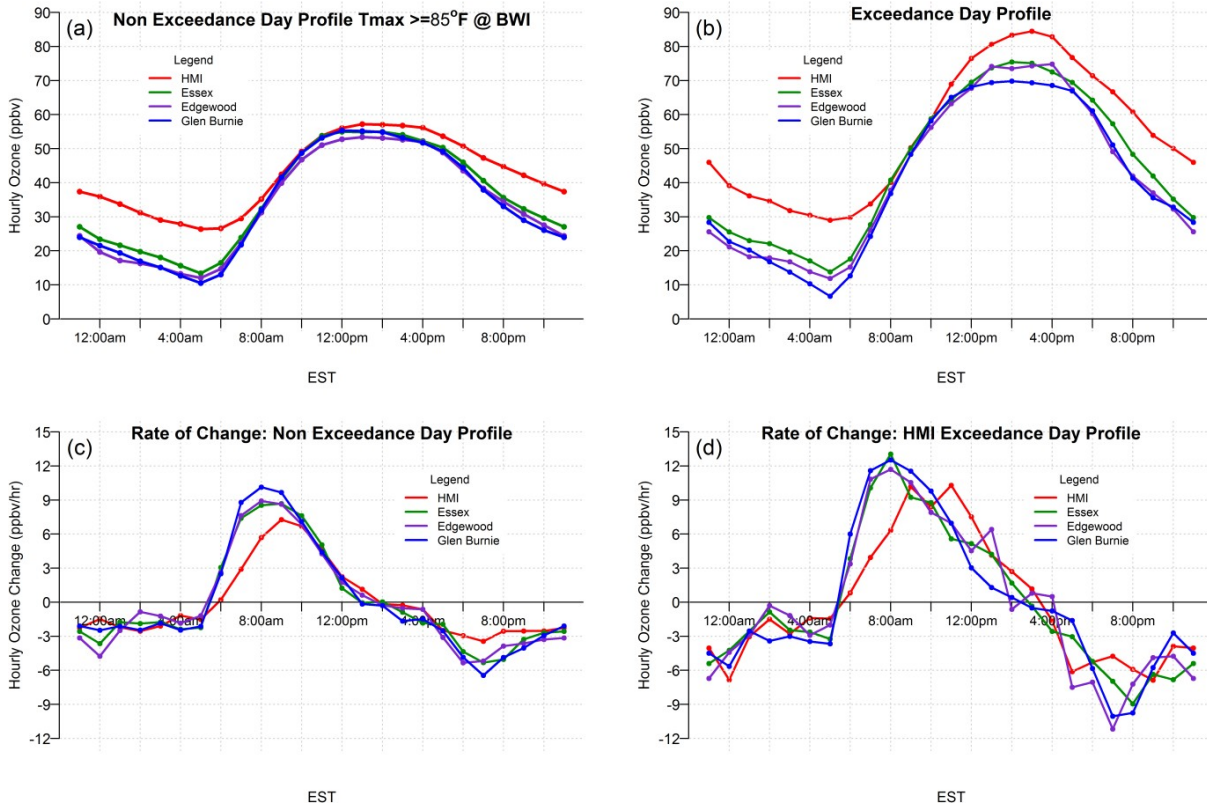 (a) Non Exceedance Day Profile Tmax >=85°F @ BWI
Legend
HMI
Essex
Edgewood
Glen Burnie
Hourly Ozone (ppbv)
90
80
70
60
50
40
30
20
10
0
12:00am 4:00am 8:00am 12:00pm 4:00pm 8:00pm
EST
(b) Exceedance Day Profile
Legend
HMI
Essex
Edgewood
Glen Burnie
Hourly Ozone (ppbv)
90
80
70
60
50
40
30
20
10
0
12:00am 4:00am 8:00am 12:00pm 4:00pm 8:00pm
EST
(c) Rate of Change: Non Exceedance Day Profile
Legend
HMI
Essex
Edgewood
Glen Burnie
Hourly Ozone Change (ppbv/hr)
15
12
9
6
3
0
-3
-6
-9
-12
12:00am 4:00am 8:00am 12:00pm 4:00pm 8:00pm
EST
(d) Rate of Change: HMI Exceedance Day Profile
Legend
HMI
Essex
Edgewood
Glen Burnie
Hourly Ozone Change (ppbv/hr)
15
12
9
6
3
0
-3
-6
-9
-12
12:00am 4:00am 8:00am 12:00pm 4:00pm 8:00pm
EST